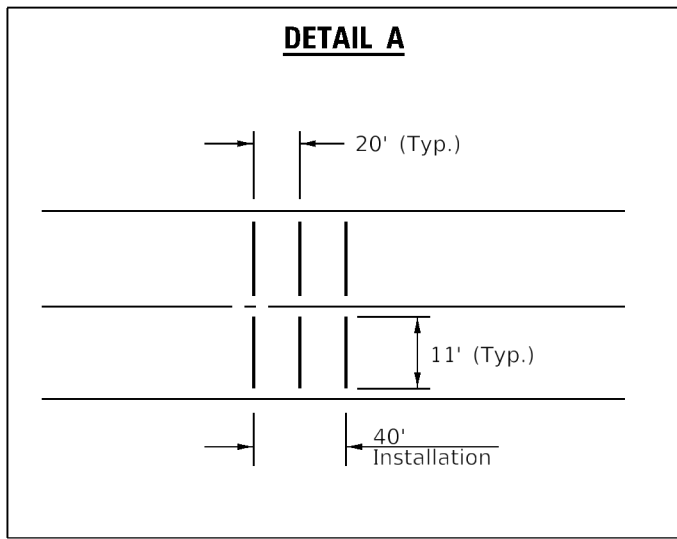 DETAIL A
20' (Typ.)
11' (Typ.)
40'
Installation